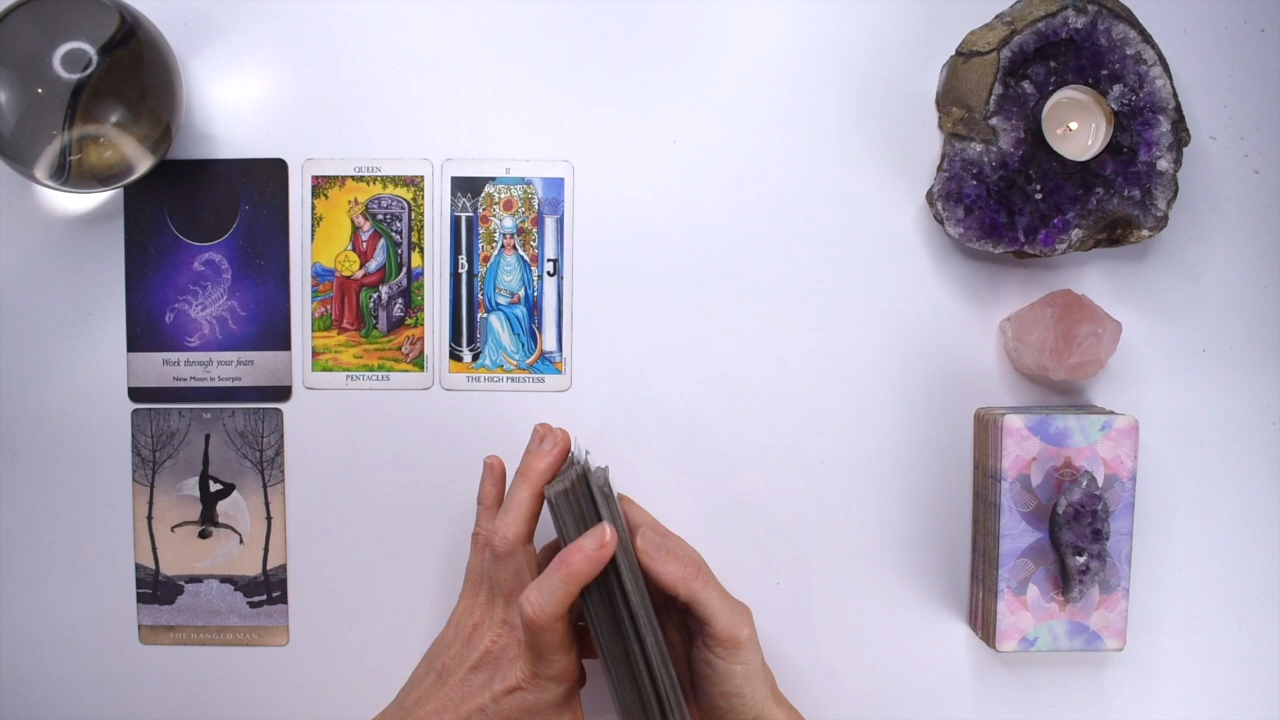 Work through your fears
New Moon in Scorpio
QUEEN
PENTACLES
II
B J
THE HIGH PRIESTESS
XII
THE HANGED MAN